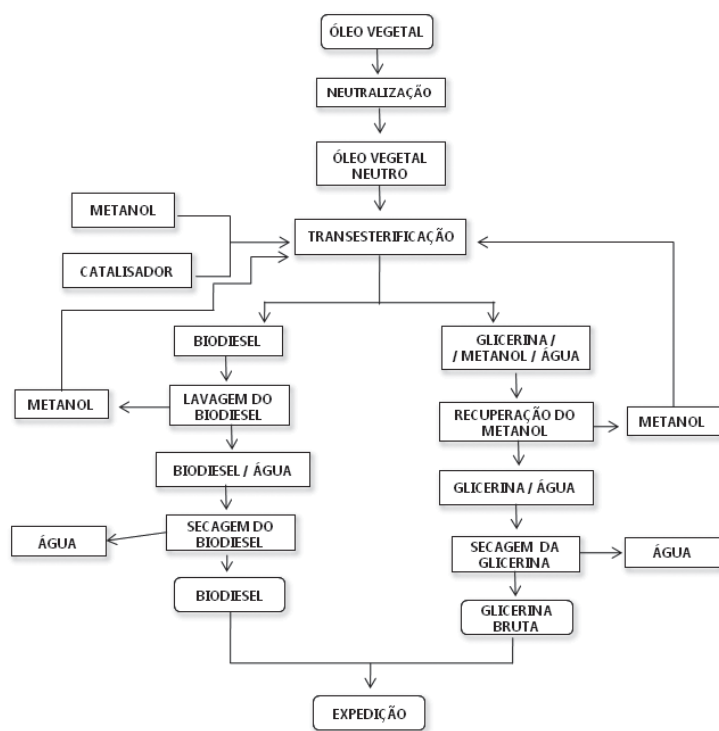 ÓLEO VEGETAL
NEUTRALIZAÇÃO
ÓLEO VEGETAL
NEUTRO
METANOL
TRANSESTERIFICAÇÃO
CATALISADOR
BIODIESEL
GLICERINA /
/ METANOL / ÁGUA
METANOL
LAVAGEM DO
BIODIESEL
RECUPERAÇÃO DO
METANOL
METANOL
BIODIESEL / ÁGUA
GLICERINA / ÁGUA
ÁGUA
SECAGEM DO
BIODIESEL
SECAGEM DA
GLICERINA
ÁGUA
BIODIESEL
GLICERINA
BRUTA
EXPEDIÇÃO